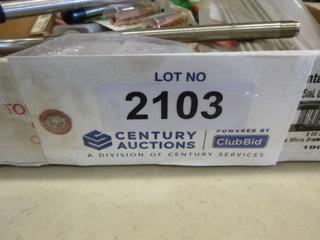 LOT NO
2103
CENTURY
AUCTIONS
POWERED BY
ClubBid
A DIVISION OF CENTURY SERVICES